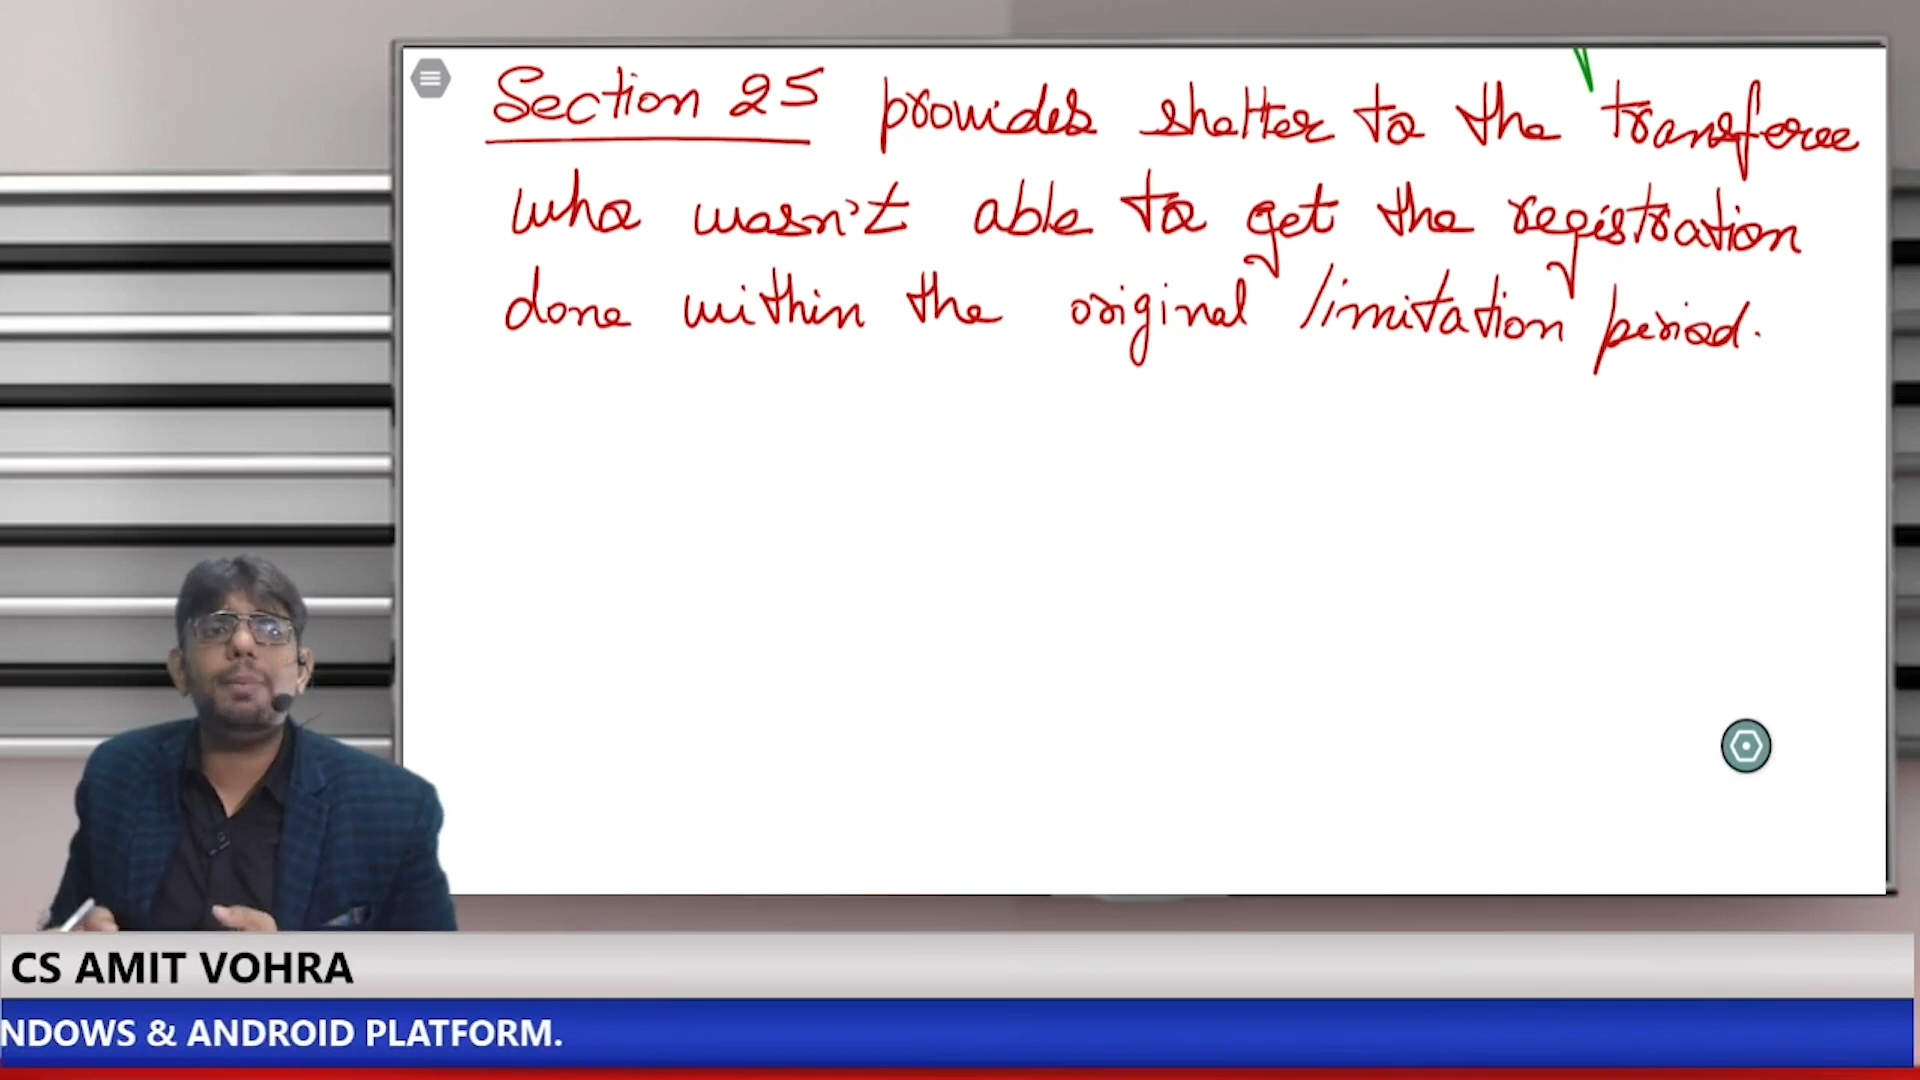 Section 25 provides shelter to the transferee
who wasn't able to get the registration
done within the original limitation period.
CS AMIT VOHRA
NDOWS & ANDROID PLATFORM.